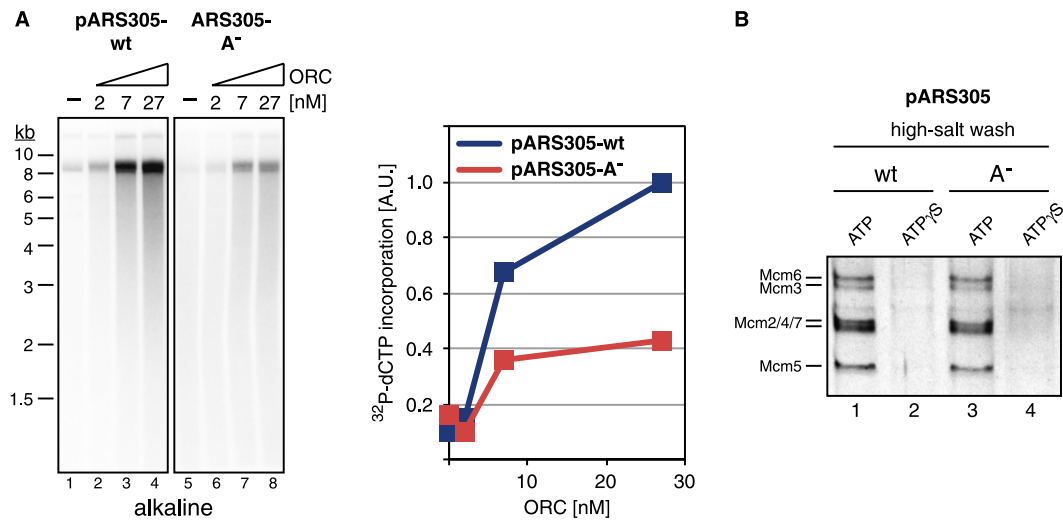 A
pARS305-
wt
ARS305-
A⁻
ORC
– 2 7 27 – 2 7 27 [nM]
kb
10
8
6
5
4
3
2
1.5
1 2 3 4 5 6 7 8
alkaline
pARS305-wt
pARS305-A⁻
³²P-dCTP incorporation [A.U.]
1.0
0.8
0.6
0.4
0.2
10 20 30
ORC [nM]
B
pARS305
high-salt wash
wt A⁻
ATP ATPγS ATP ATPγS
Mcm6
Mcm3
Mcm2/4/7
Mcm5
1 2 3 4